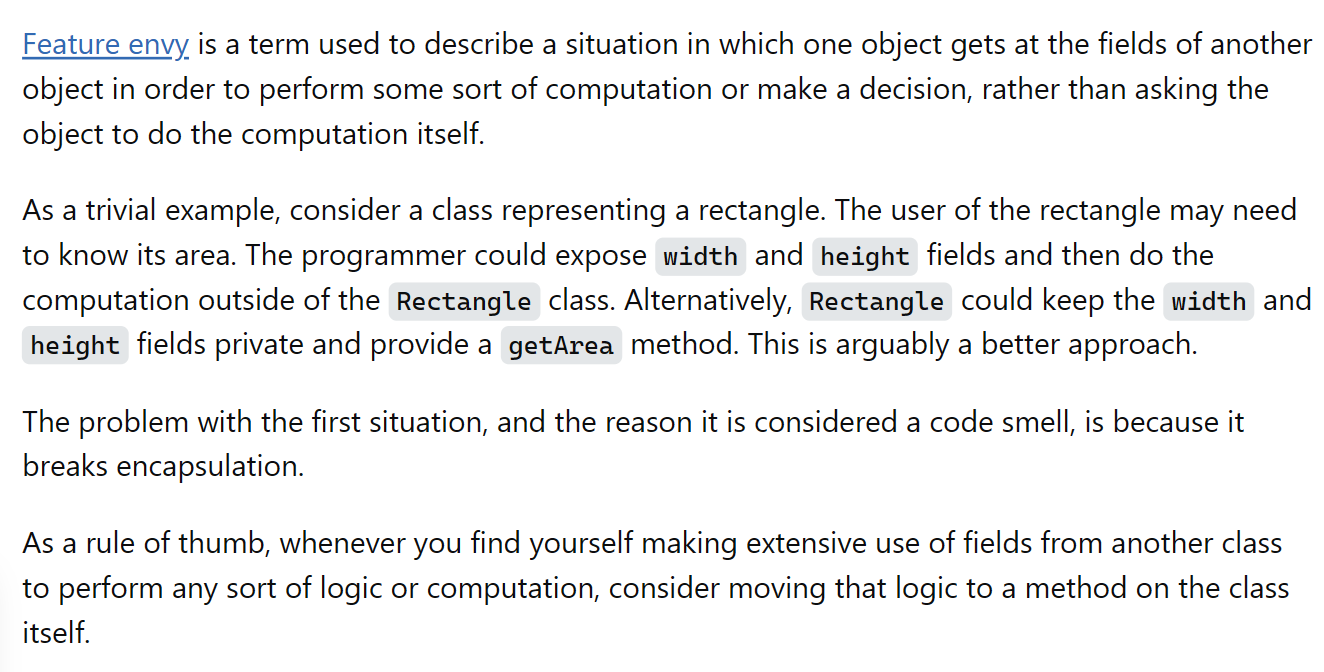 Feature envy is a term used to describe a situation in which one object gets at the fields of another
object in order to perform some sort of computation or make a decision, rather than asking the
object to do the computation itself.
As a trivial example, consider a class representing a rectangle. The user of the rectangle may need
to know its area. The programmer could expose width and height fields and then do the
computation outside of the Rectangle class. Alternatively, Rectangle could keep the width and
height fields private and provide a getArea method. This is arguably a better approach.
The problem with the first situation, and the reason it is considered a code smell, is because it
breaks encapsulation.
As a rule of thumb, whenever you find yourself making extensive use of fields from another class
to perform any sort of logic or computation, consider moving that logic to a method on the class
itself.